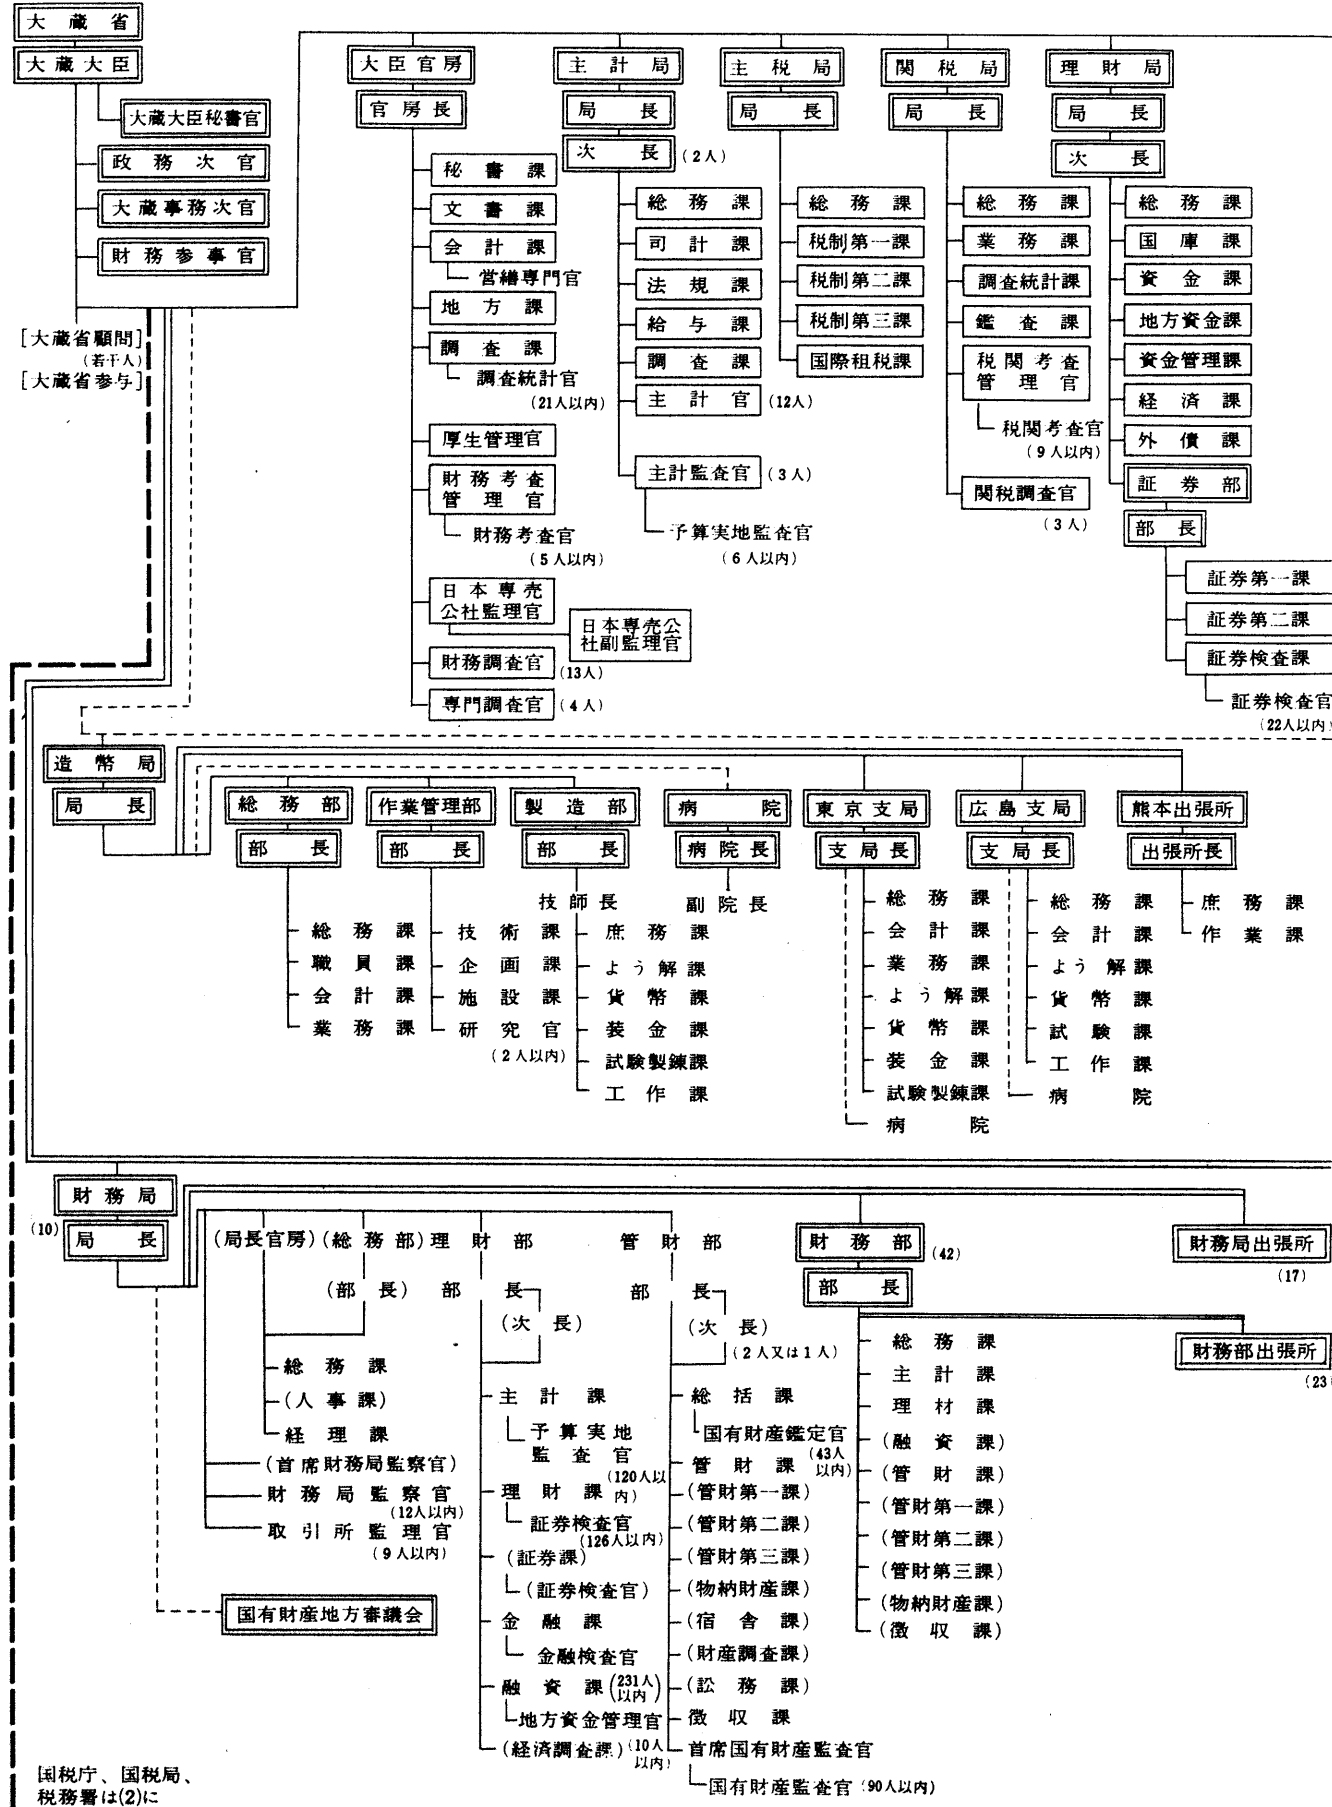 大蔵省
大蔵大臣
大蔵大臣秘書官
政務次官
大蔵事務次官
財務参事官
[大蔵省顧問]
(若干人)
[大蔵省参与]
大臣官房
官房長
秘書課
文書課
会計課
営繕専門官
地方課
調査課
調査統計官
(21人以内)
厚生管理官
財務考査
管理官
財務考査官
(5人以内)
日本専売
公社監理官
日本専売公
社副監理官
財務調査官
(13人)
専門調査官
(4人)
主計局
局長
次長
(2人)
総務課
司計課
法規課
給与課
調査課
主計官
(12人)
主計監査官
(3人)
予算実地監査官
(6人以内)
主税局
局長
総務課
税制第一課
税制第二課
税制第三課
国際租税課
関税局
局長
総務課
業務課
調査統計課
鑑査課
税関考査
管理官
税関考査官
(9人以内)
関税調査官
(3人)
理財局
局長
次長
総務課
国庫課
資金課
地方資金課
資金管理課
経済課
外債課
証券部
部長
証券第一課
証券第二課
証券検査課
証券検査官
(22人以内)
造幣局
局長
総務部
部長
総務課
職員課
会計課
業務課
作業管理部
部長
技術課
企画課
施設課
研究官
(2人以内)
製造部
部長
技師長
庶務課
よう解課
貨幣課
装金課
試験製錬課
工作課
病院
病院長
副院長
東京支局
支局長
総務課
会計課
業務課
よう解課
貨幣課
装金課
試験製錬課
病院
広島支局
支局長
総務課
会計課
よう解課
貨幣課
試験課
工作課
病院
熊本出張所
出張所長
庶務課
作業課
財務局
(10)
局長
(局長官房)
(総務部)
(部長)
総務課
(人事課)
経理課
(首席財務局監察官)
財務局監察官
(12人以内)
取引所監理官
(9人以内)
国有財産地方審議会
理財部
部長
(次長)
主計課
予算実地
監査官
(120人以
内)
理財課
証券検査官
(126人以内)
(証券課)
(証券検査官)
金融課
金融検査官
(231人
以内)
融資課
地方資金管理官
(10人
以内)
(経済調査課)
管財部
部長
(次長)
(2人又は1人)
総括課
国有財産鑑定官
(43人
以内)
管財課
(管財第一課)
(管財第二課)
(管財第三課)
(物納財産課)
(宿舎課)
(財産調査課)
(訟務課)
徴収課
首席国有財産監査官
国有財産監査官(90人以内)
財務部
(42)
部長
総務課
主計課
理材課
(融資課)
(管財課)
(管財第一課)
(管財第二課)
(管財第三課)
(物納財産課)
(徴収課)
財務局出張所
(17)
財務部出張所
(23)
国税庁、国税局、
税務署は(2)に